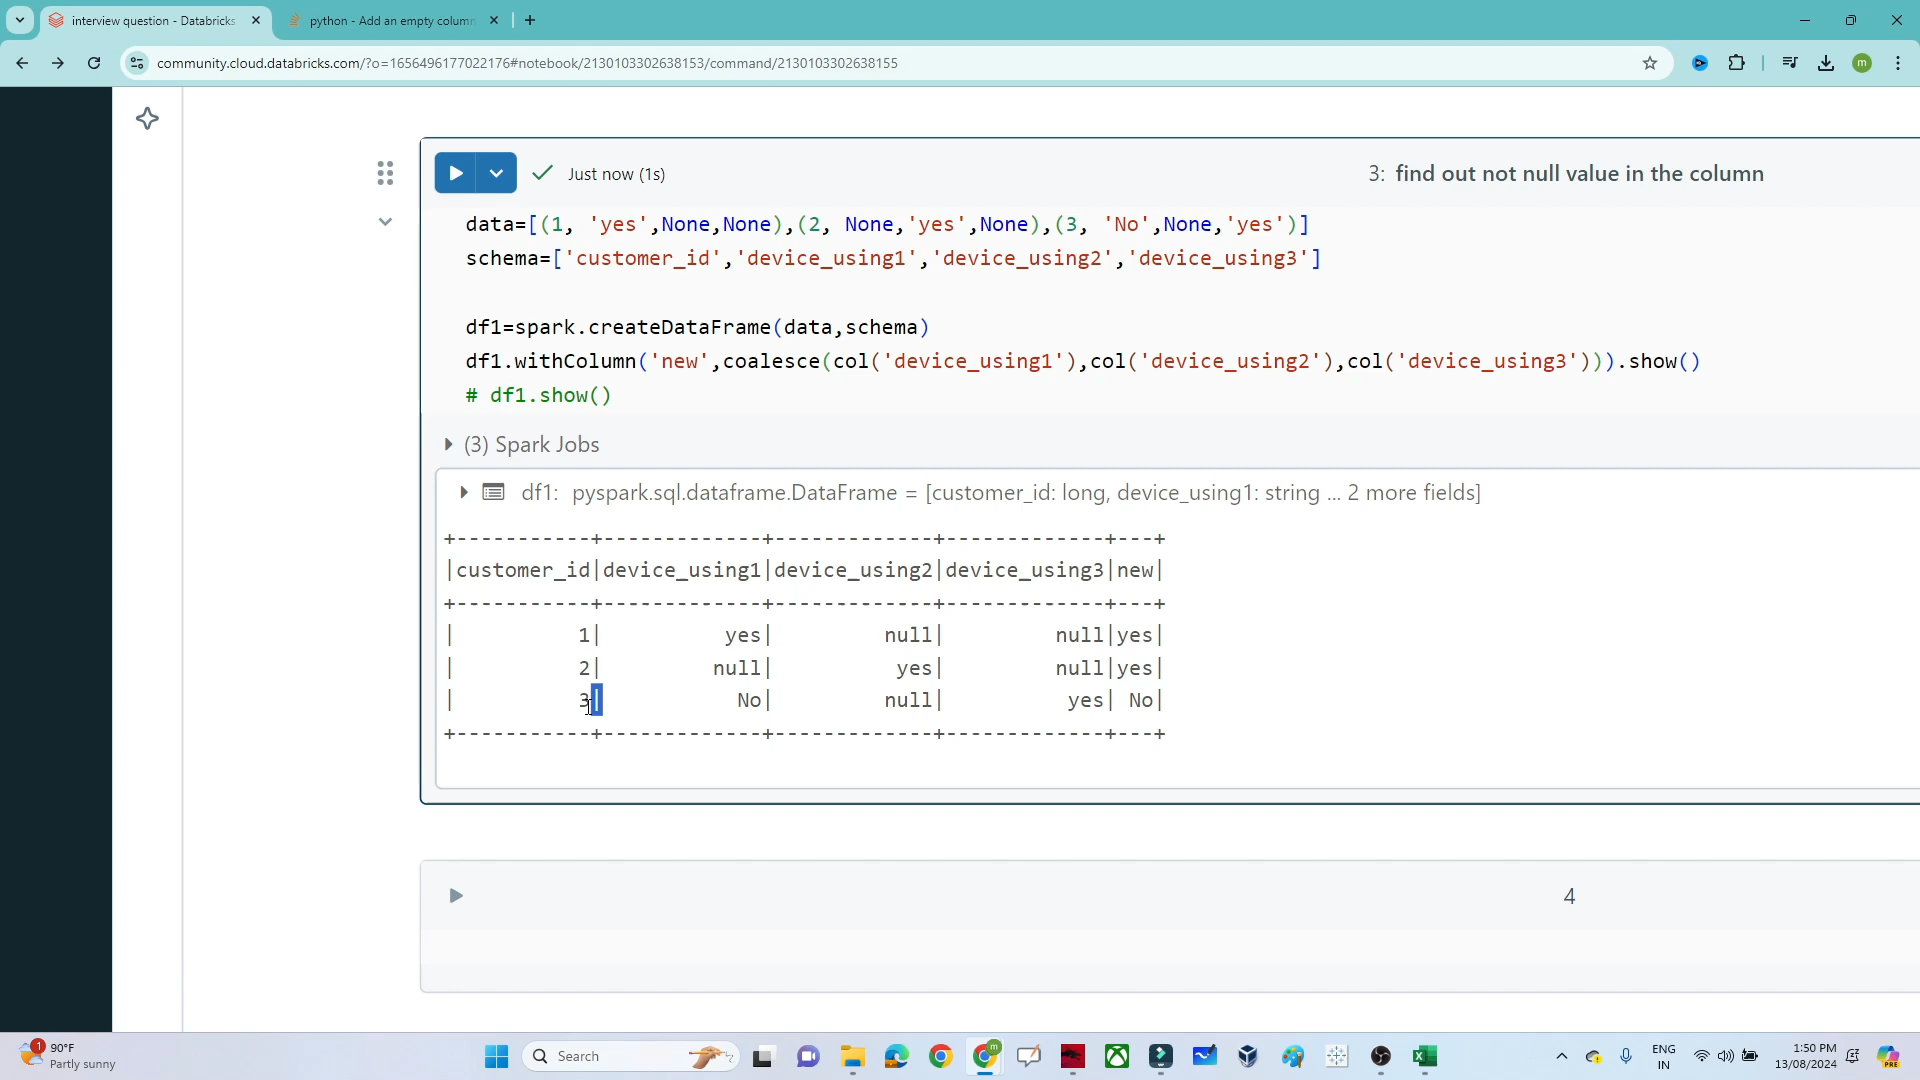 interview question - Databricks
python - Add an empty column
community.cloud.databricks.com/?o=1656496177022176#notebook/2130103302638153/command/2130103302638155
m
Just now (1s)
3: find out not null value in the column
data=[(1, 'yes',None,None),(2, None,'yes',None),(3, 'No',None,'yes')]
schema=['customer_id','device_using1','device_using2','device_using3']
df1=spark.createDataFrame(data,schema)
df1.withColumn('new',coalesce(col('device_using1'),col('device_using2'),col('device_using3'))).show()
# df1.show()
(3) Spark Jobs
df1: pyspark.sql.dataframe.DataFrame = [customer_id: long, device_using1: string ... 2 more fields]
+-----------+-------------+-------------+-------------+---+
|customer_id|device_using1|device_using2|device_using3|new|
+-----------+-------------+-------------+-------------+---+
|          1|          yes|         null|         null|yes|
|          2|         null|          yes|         null|yes|
|          3|           No|         null|          yes| No|
+-----------+-------------+-------------+-------------+---+
4
1
90°F
Partly sunny
Search
m
ENG
IN
1:50 PM
13/08/2024
PRE